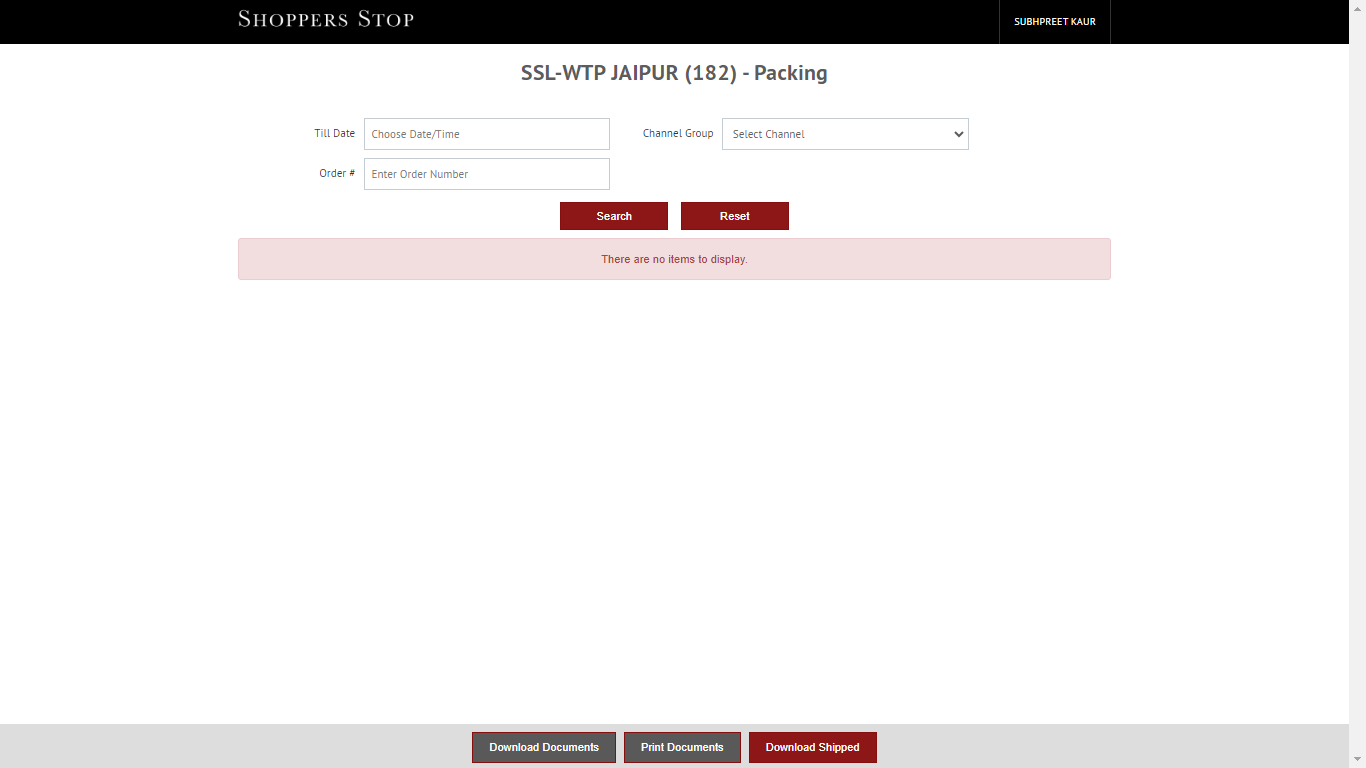 SHOPPERS STOP
SUBHPREET KAUR
SSL-WTP JAIPUR (182) - Packing
Till Date Choose Date/Time Channel Group Select Channel
Order # Enter Order Number
Search Reset
There are no items to display.
Download Documents Print Documents Download Shipped